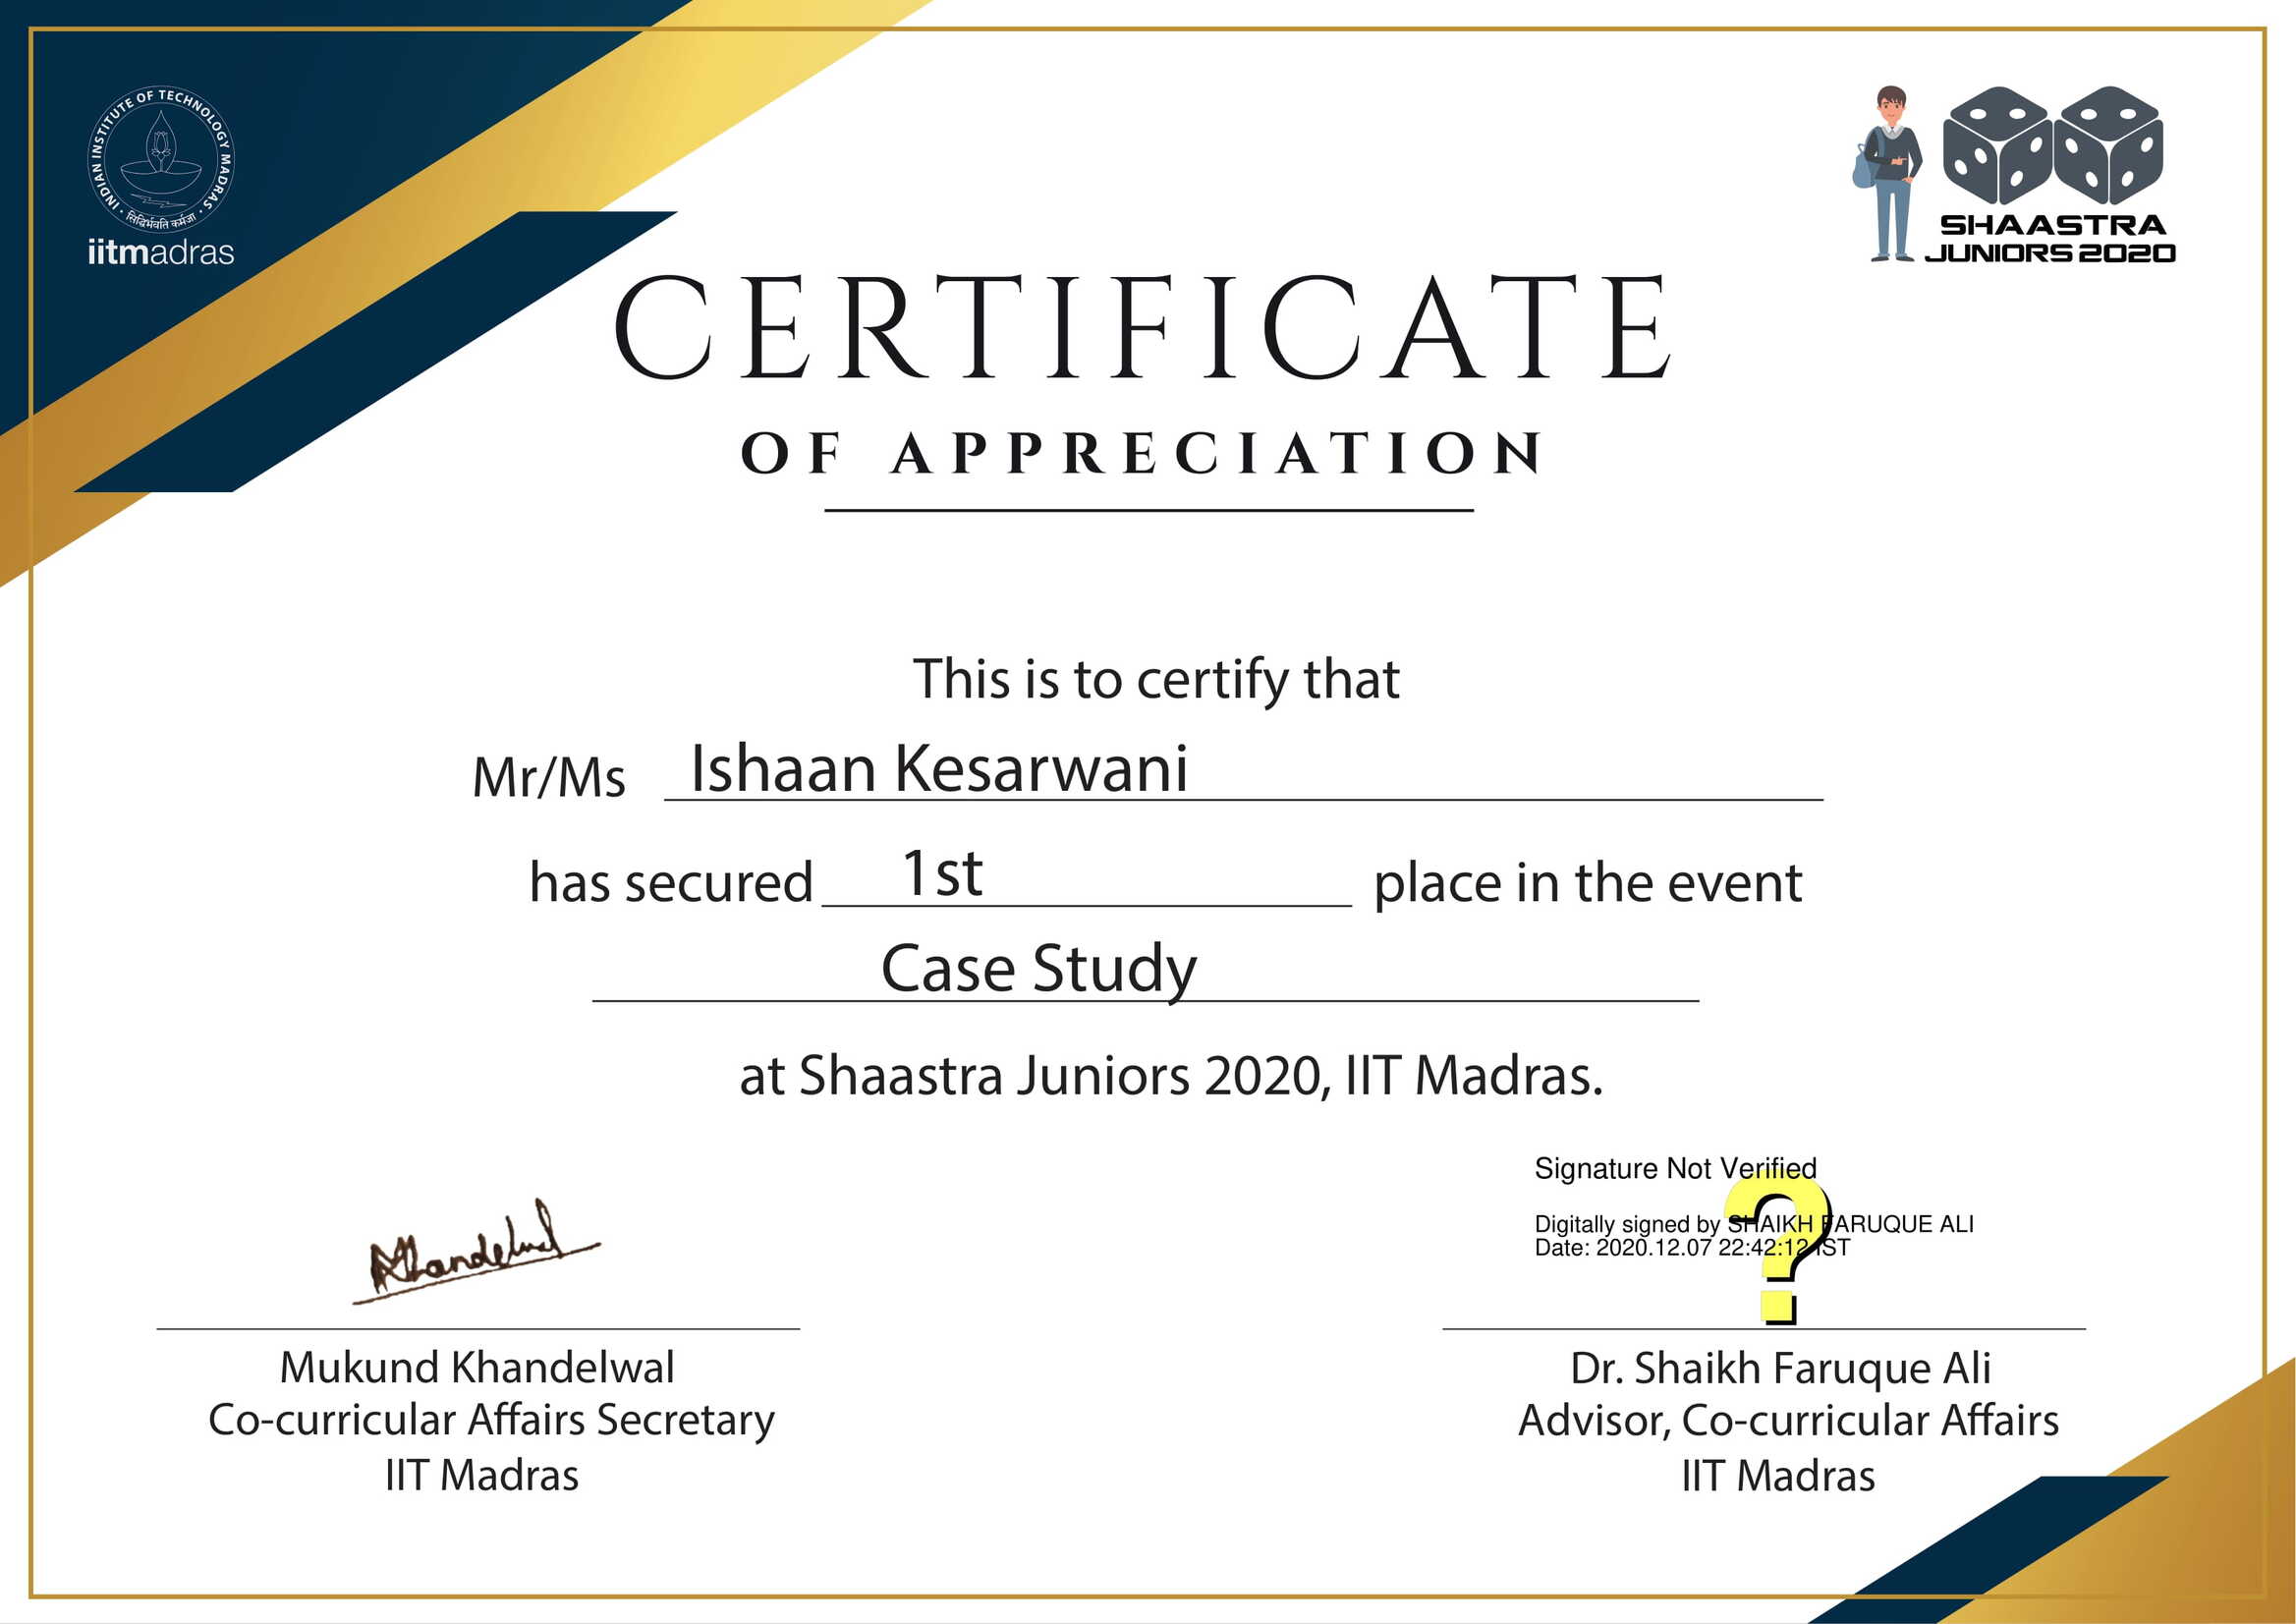 INDIAN INSTITUTE OF TECHNOLOGY MADRAS
सिद्धिर्भवति कर्मजा
iitmadras
SHAASTRA
JUNIORS 2020
CERTIFICATE
OF APPRECIATION
This is to certify that
Mr/Ms Ishaan Kesarwani
has secured 1st place in the event
Case Study
at Shaastra Juniors 2020, IIT Madras.
Khandelwal
Mukund Khandelwal
Co-curricular Affairs Secretary
IIT Madras
Signature Not Verified
?
Digitally signed by SHAIKH FARUQUE ALI
Date: 2020.12.07 22:42:12 IST
Dr. Shaikh Faruque Ali
Advisor, Co-curricular Affairs
IIT Madras